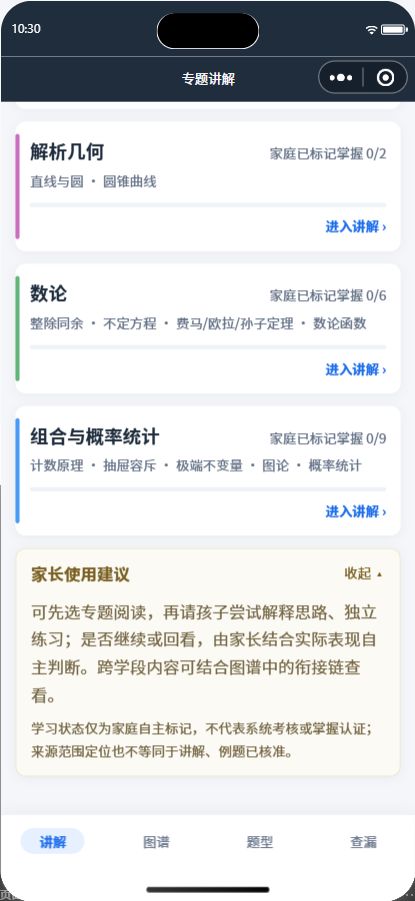 10:30
专题讲解
解析几何
家庭已标记掌握 0/2
直线与圆 · 圆锥曲线
进入讲解 ›
数论
家庭已标记掌握 0/6
整除同余 · 不定方程 · 费马/欧拉/孙子定理 · 数论函数
进入讲解 ›
组合与概率统计
家庭已标记掌握 0/9
计数原理 · 抽屉容斥 · 极端不变量 · 图论 · 概率统计
进入讲解 ›
家长使用建议
收起 ▲
可先选专题阅读，再请孩子尝试解释思路、独立
练习；是否继续或回看，由家长结合实际表现自
主判断。跨学段内容可结合图谱中的衔接链查
看。
学习状态仅为家庭自主标记，不代表系统考核或掌握认证；
来源范围定位也不等同于讲解、例题已核准。
讲解
图谱
题型
查漏